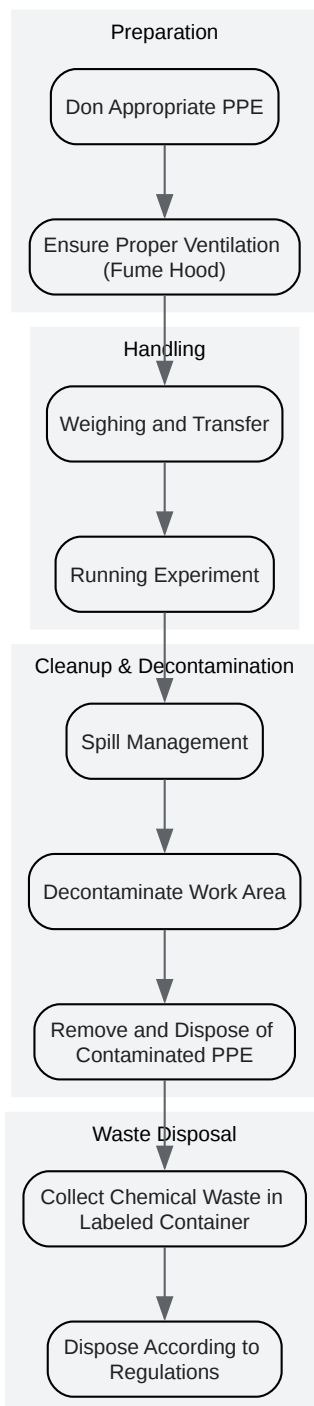 Preparation
Don Appropriate PPE
Ensure Proper Ventilation
(Fume Hood)
Handling
Weighing and Transfer
Running Experiment
Cleanup & Decontamination
Spill Management
Decontaminate Work Area
Remove and Dispose of
Contaminated PPE
Waste Disposal
Collect Chemical Waste in
Labeled Container
Dispose According to
Regulations